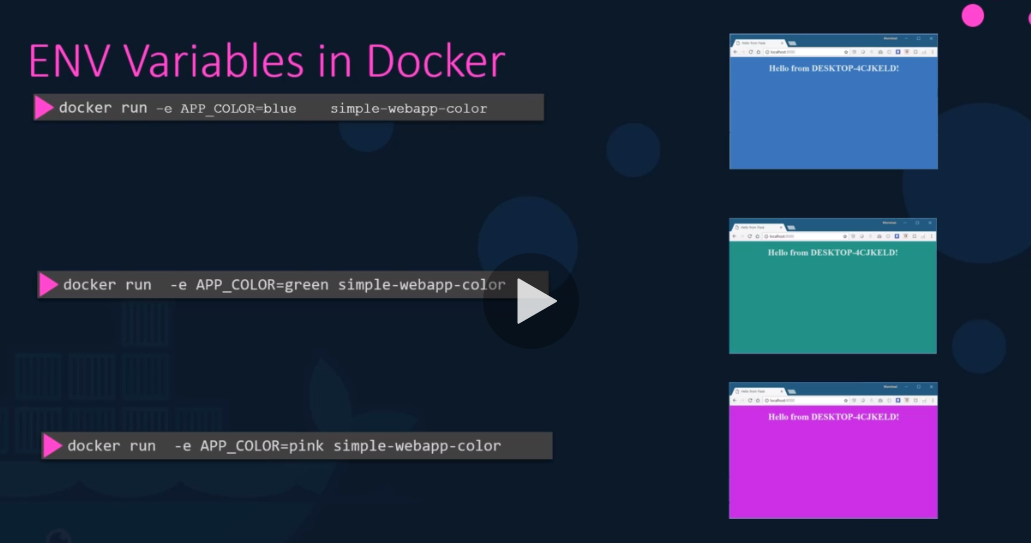 ENV Variables in Docker
docker run -e APP_COLOR=blue simple-webapp-color
Hello from DESKTOP-4CJKELD!
docker run -e APP_COLOR=green simple-webapp-color
Hello from DESKTOP-4CJKELD!
docker run -e APP_COLOR=pink simple-webapp-color
Hello from DESKTOP-4CJKELD!